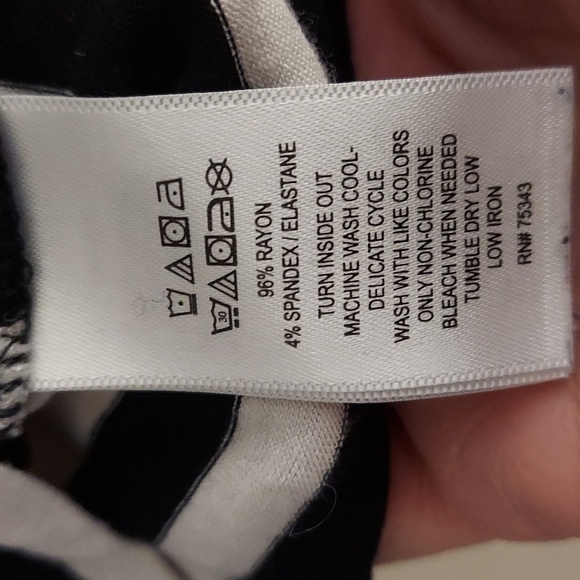 30
96% RAYON
4% SPANDEX / ELASTANE
TURN INSIDE OUT
MACHINE WASH COOL-
DELICATE CYCLE
WASH WITH LIKE COLORS
ONLY NON-CHLORINE
BLEACH WHEN NEEDED
TUMBLE DRY LOW
LOW IRON
RN# 75343